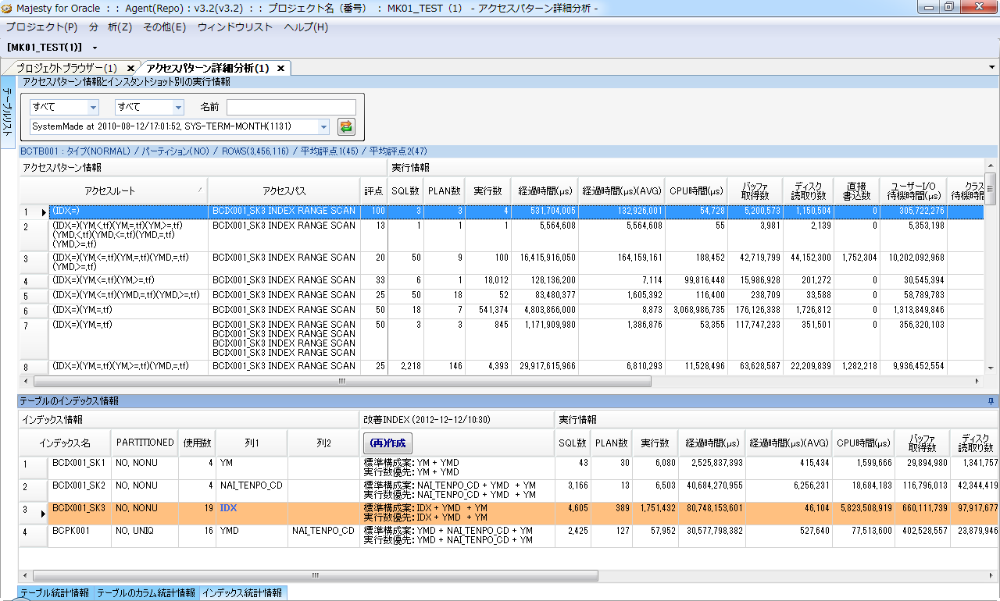 Majesty for Oracle : : Agent(Repo) : v3.2(v3.2) : : プロジェクト名（番号） : MK01_TEST（1） - アクセスパターン詳細分析 -
プロジェクト(P) 分 析(Z) その他(E) ウィンドウリスト ヘルプ(H)
[MK01_TEST(1)]
プロジェクトブラウザー(1) × アクセスパターン詳細分析(1) ×
テーブルリスト
アクセスパターン情報とインスタントショット別の実行情報
すべて すべて 名前
SystemMade at 2010-08-12/17:01:52, SYS-TERM-MONTH(1131)
BCTB001 : タイプ(NORMAL) / パーティション(NO) / ROWS(3,456,116) / 平均評点1(45) / 平均評点2(47)
アクセスパターン情報 実行情報
アクセスルート アクセスパス 評点 SQL数 PLAN数 実行数 経過時間(μs) 経過時間(μs)(AVG) CPU時間(μs) バッファ取得数 ディスク読取り数 直接書込数 ユーザーI/O待機時間(μs) クラス待機時間
1 (IDX,=) BCIX001_SK3 INDEX RANGE SCAN 100 3 3 4 531,704,005 132,926,001 54,728 5,200,573 1,150,504 0 305,722,276
2 (IDX,=)(YM,<=,tf)(YM,=,tf)(YM,>=,tf) BCIX001_SK3 INDEX RANGE SCAN 13 1 1 1 5,564,608 5,564,608 55 3,981 2,139 0 5,353,198
(YMD,<,tf)(YMD,<=,tf)(YMD,=,tf)
(YMD,>=,tf)
3 (IDX,=)(YM,<=,tf)(YM,=,tf)(YMD,=,tf) BCIX001_SK3 INDEX RANGE SCAN 20 50 9 100 16,415,916,050 164,159,161 188,452 42,719,799 44,152,300 1,752,304 10,202,092,968
(YMD,>=,tf)
4 (IDX,=)(YM,<=,tf)(YM,>=,tf) BCIX001_SK3 INDEX RANGE SCAN 33 6 1 18,012 128,136,200 7,114 99,816,448 15,986,928 201,272 0 30,545,394
5 (IDX,=)(YM,<=,tf)(YMD,=,tf)(YMD,>=,tf) BCIX001_SK3 INDEX RANGE SCAN 25 50 18 52 83,480,377 1,605,392 116,400 238,709 33,588 0 58,789,783
6 (IDX,=)(YM,=,tf) BCIX001_SK3 INDEX RANGE SCAN 50 18 7 541,374 4,803,866,000 8,873 3,068,986,735 176,126,338 1,726,812 0 1,313,849,846
7 (IDX,=)(YM,=,tf) BCIX001_SK3 INDEX RANGE SCAN 50 3 3 845 1,171,909,980 1,386,876 53,355 117,747,233 351,501 0 356,320,103
BCIX001_SK3 INDEX RANGE SCAN
BCIX001_SK3 INDEX RANGE SCAN
BCIX001_SK3 INDEX RANGE SCAN
8 (IDX,=)(YM,=,tf)(YM,>=,tf)(YMD,=,tf) BCIX001_SK3 INDEX RANGE SCAN 25 2,218 146 4,393 29,917,615,966 6,810,293 11,528,496 63,628,587 22,209,839 1,282,218 9,936,452,554
テーブルのインデックス情報
インデックス情報 改善INDEX (2012-12-12/10:30) 実行情報
インデックス名 PARTITIONED 使用数 列1 列2 (再)作成 SQL数 PLAN数 実行数 経過時間(μs) 経過時間(μs)(AVG) CPU時間(μs) バッファ取得数 ディスク読取り数
1 BCIX001_SK1 NO, NONU 4 YM 標準構成案: YM + YMD 43 30 6,080 2,525,837,393 415,434 1,599,666 29,894,980 1,341,757
実行数優先: YM + YMD
2 BCIX001_SK2 NO, NONU 4 NAI_TENPO_CD 標準構成案: NAI_TENPO_CD + YMD + YM 3,166 13 6,503 40,684,270,955 6,256,231 18,684,183 116,796,013 42,344,419
実行数優先: NAI_TENPO_CD + YMD + YM
3 BCIX001_SK3 NO, NONU 19 IDX 標準構成案: IDX + YMD + YM 4,605 389 1,751,432 80,748,153,601 46,104 5,823,508,919 660,111,739 97,917,677
実行数優先: IDX + YMD + YM
4 BCPK001 NO, UNIQ 16 YMD NAI_TENPO_CD 標準構成案: YMD + NAI_TENPO_CD + YM 2,425 127 57,952 30,577,798,382 527,640 77,513,600 402,528,557 23,879,946
実行数優先: YMD + NAI_TENPO_CD + YM
テーブル統計情報 テーブルのカラム統計情報 インデックス統計情報